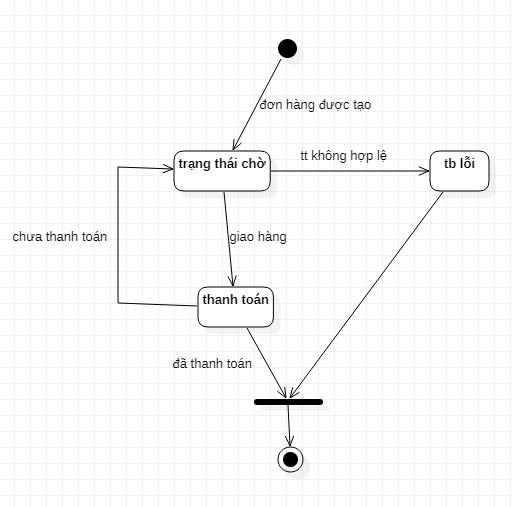 đơn hàng được tạo
trạng thái chờ
tt không hợp lệ
tb lỗi
chưa thanh toán
giao hàng
thanh toán
đã thanh toán